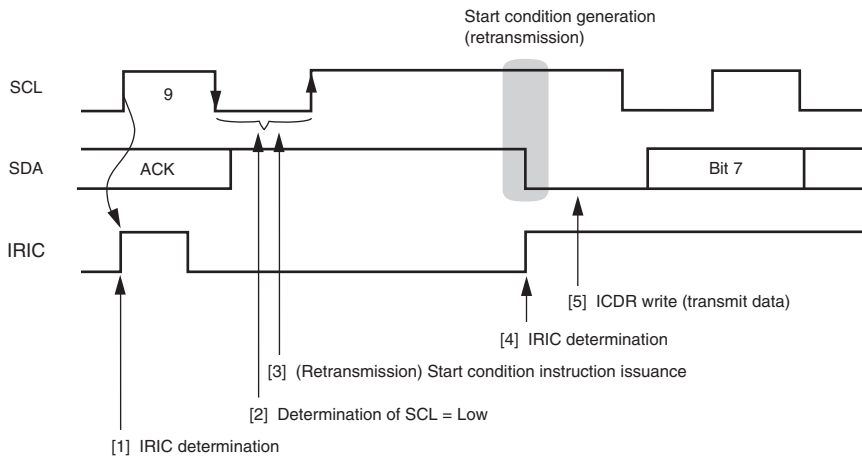 Start condition generation
(retransmission)
SCL
9
SDA
ACK
Bit 7
IRIC
[5] ICDR write (transmit data)
[4] IRIC determination
[3] (Retransmission) Start condition instruction issuance
[2] Determination of SCL = Low
[1] IRIC determination